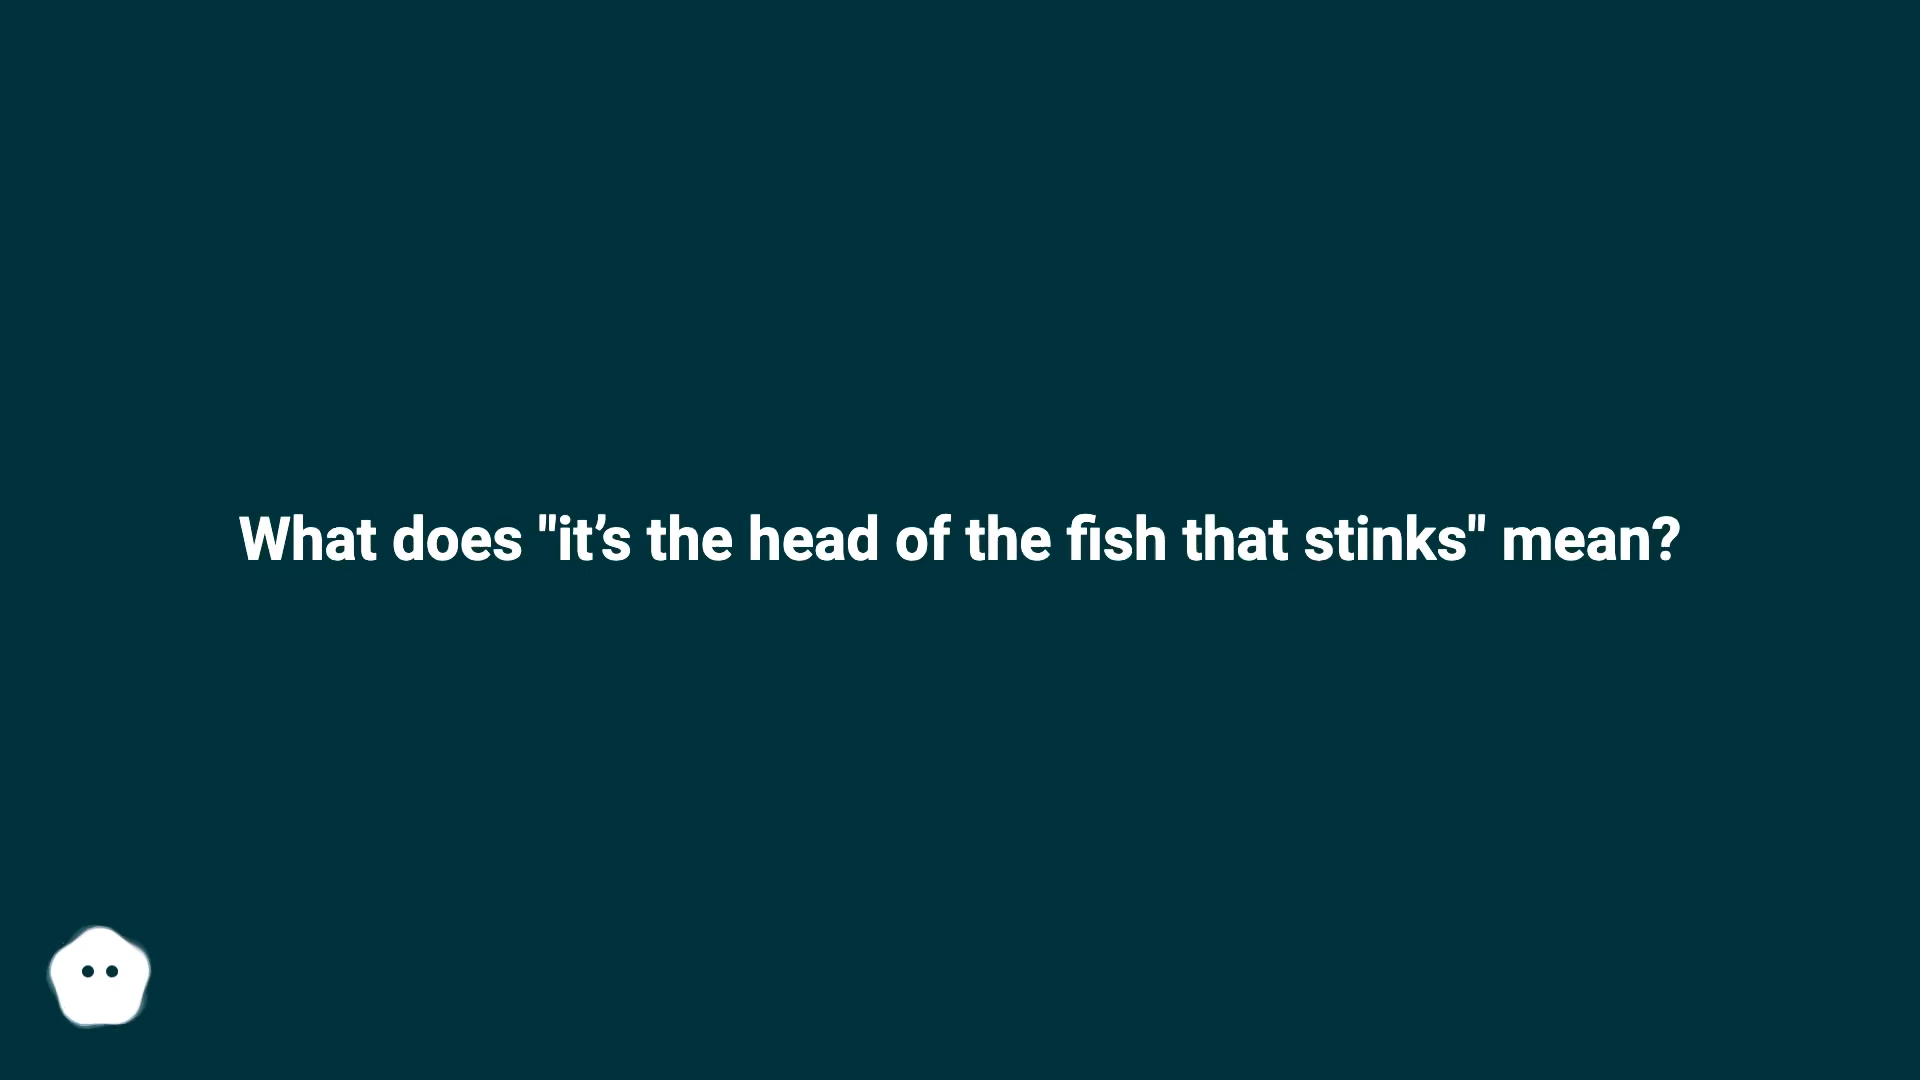 What does "it’s the head of the fish that stinks" mean?